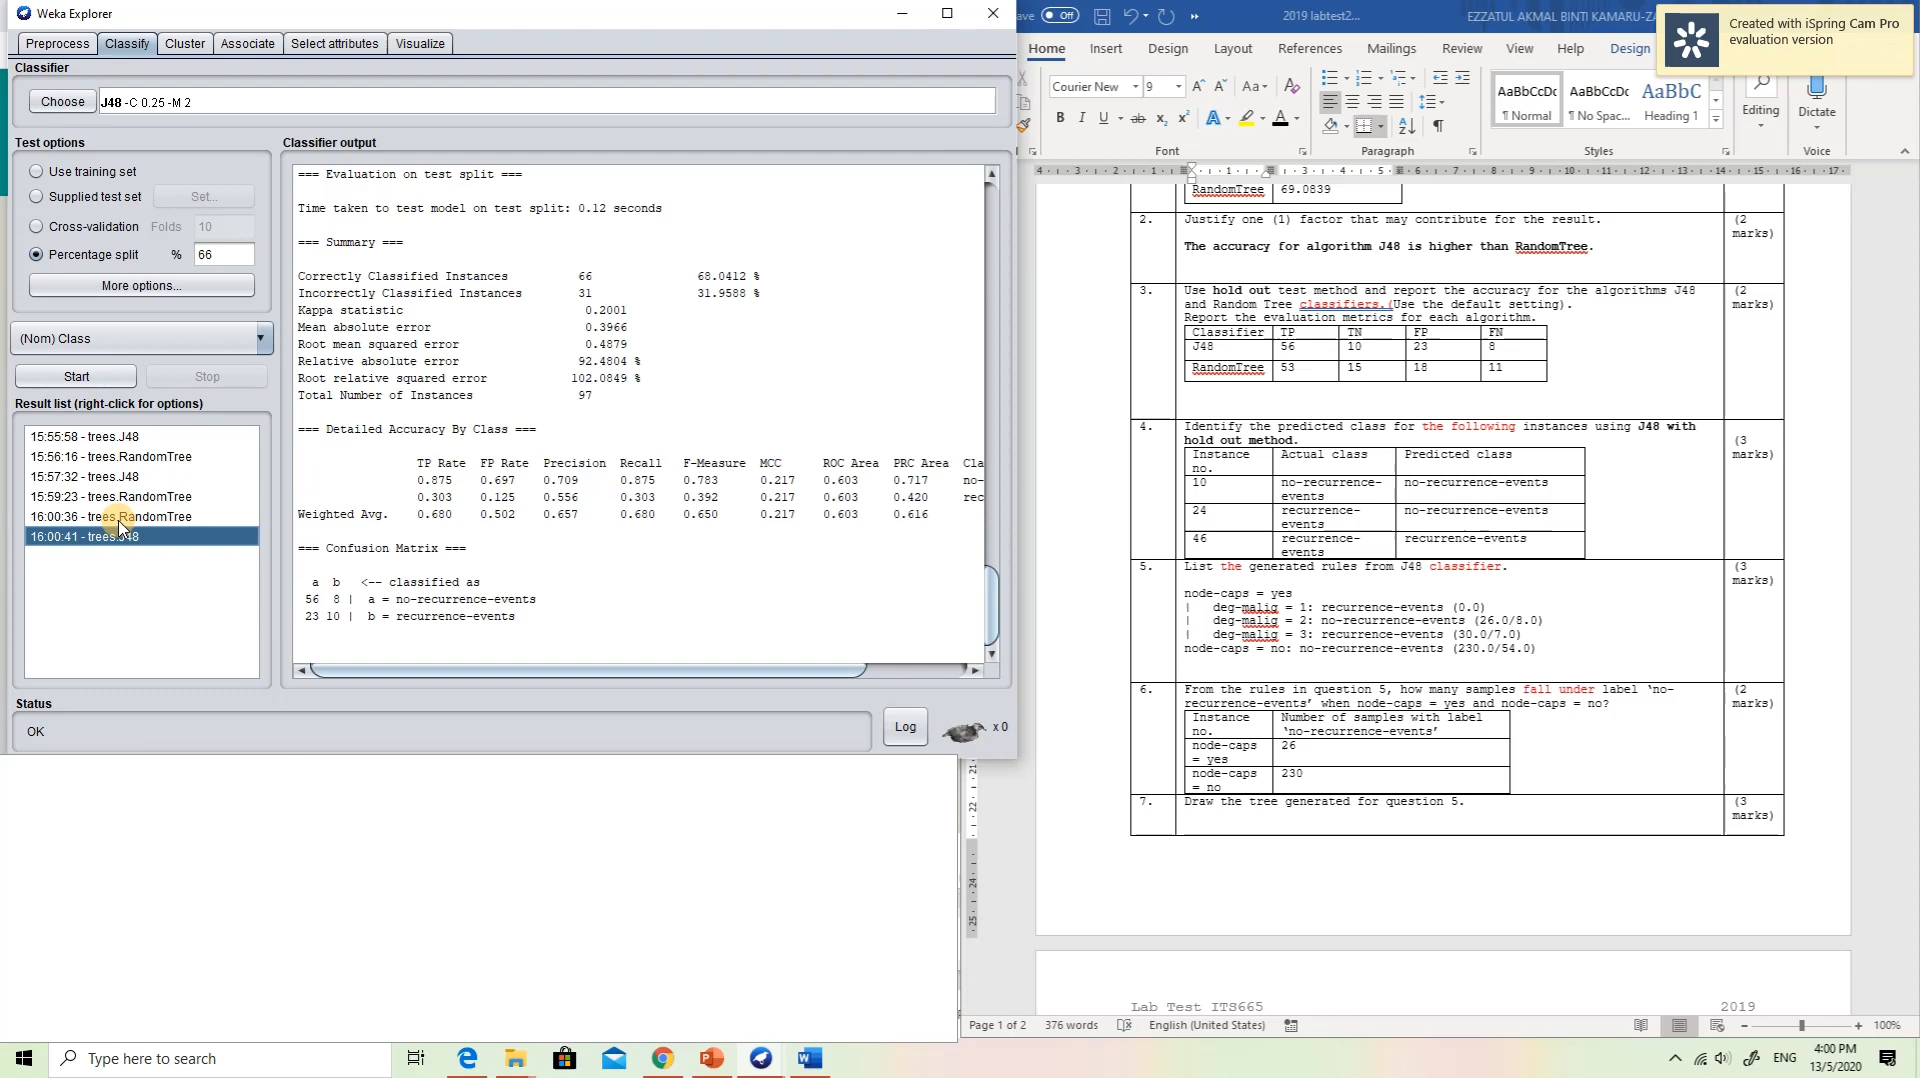 Weka Explorer
Preprocess Classify Cluster Associate Select attributes Visualize
Classifier
Choose J48 -C 0.25 -M 2
Test options
Use training set
Supplied test set Set...
Cross-validation Folds 10
Percentage split % 66
More options...
(Nom) Class
Start Stop
Result list (right-click for options)
15:55:58 - trees.J48
15:56:16 - trees.RandomTree
15:57:32 - trees.J48
15:59:23 - trees.RandomTree
16:00:36 - trees.RandomTree
16:00:41 - trees.J48
Classifier output
=== Evaluation on test split ===
Time taken to test model on test split: 0.12 seconds
=== Summary ===
Correctly Classified Instances 66 68.0412 %
Incorrectly Classified Instances 31 31.9588 %
Kappa statistic 0.2001
Mean absolute error 0.3966
Root mean squared error 0.4879
Relative absolute error 92.4804 %
Root relative squared error 102.0849 %
Total Number of Instances 97
=== Detailed Accuracy By Class ===
TP Rate FP Rate Precision Recall F-Measure MCC ROC Area PRC Area Cla
0.875 0.697 0.709 0.875 0.783 0.217 0.603 0.717 no-
0.303 0.125 0.556 0.303 0.392 0.217 0.603 0.420 rec
Weighted Avg. 0.680 0.502 0.657 0.680 0.650 0.217 0.603 0.616
=== Confusion Matrix ===
a b <-- classified as
56 8 | a = no-recurrence-events
23 10 | b = recurrence-events
Status
OK
Log x 0
ave Off 2019 labtest2... EZZATUL AKMAL BINTI KAMARU-ZA
Created with iSpring Cam Pro
evaluation version
Home Insert Design Layout References Mailings Review View Help Design
Courier New 9
AaBbCcDc AaBbCcDc AaBbC
¶ Normal ¶ No Spac... Heading 1
Editing Dictate
Font Paragraph Styles Voice
RandomTree 69.0839
2. Justify one (1) factor that may contribute for the result. (2
marks)
The accuracy for algorithm J48 is higher than RandomTree.
3. Use hold out test method and report the accuracy for the algorithms J48 (2
and Random Tree classifiers.(Use the default setting). marks)
Report the evaluation metrics for each algorithm.
Classifier TP TN FP FN
J48 56 10 23 8
RandomTree 53 15 18 11
4. Identify the predicted class for the following instances using J48 with (3
hold out method. marks)
Instance no. Actual class Predicted class
10 no-recurrence-events no-recurrence-events
24 recurrence-events no-recurrence-events
46 recurrence-events recurrence-events
5. List the generated rules from J48 classifier. (3
marks)
node-caps = yes
| deg-malig = 1: recurrence-events (0.0)
| deg-malig = 2: no-recurrence-events (26.0/8.0)
| deg-malig = 3: recurrence-events (30.0/7.0)
node-caps = no: no-recurrence-events (230.0/54.0)
6. From the rules in question 5, how many samples fall under label ‘no- (2
recurrence-events’ when node-caps = yes and node-caps = no? marks)
Instance no. Number of samples with label ‘no-recurrence-events’
node-caps = yes 26
node-caps = no 230
7. Draw the tree generated for question 5. (3
marks)
Lab Test ITS665 2019
Page 1 of 2 376 words English (United States) 100%
Type here to search
ENG 4:00 PM
13/5/2020